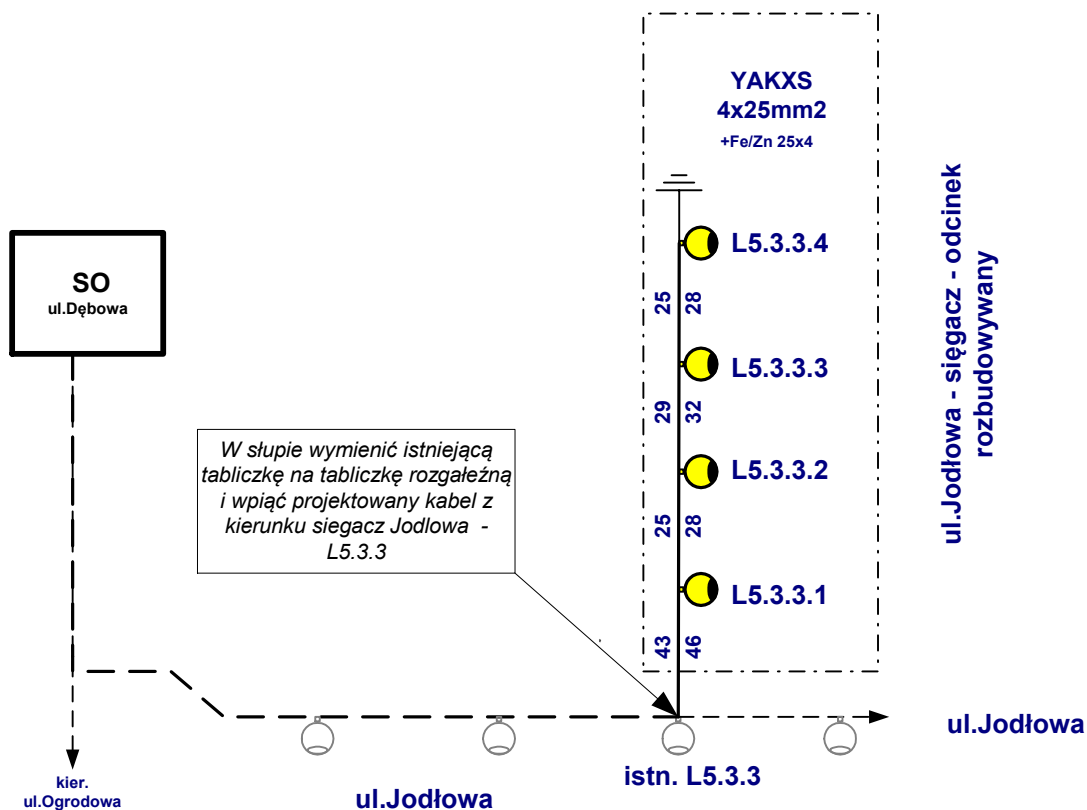 YAKXS
4x25mm2
+Fe/Zn 25x4
SO
ul.Dębowa
L5.3.3.4
25
28
L5.3.3.3
29
32
W słupie wymienić istniejącą
tabliczkę na tabliczkę rozgałeźną
i wpiąć projektowany kabel z
kierunku siegacz Jodlowa -
L5.3.3
L5.3.3.2
25
28
L5.3.3.1
43
46
ul.Jodłowa - sięgacz - odcinek
rozbudowywany
ul.Jodłowa
istn. L5.3.3
kier.
ul.Ogrodowa
ul.Jodłowa